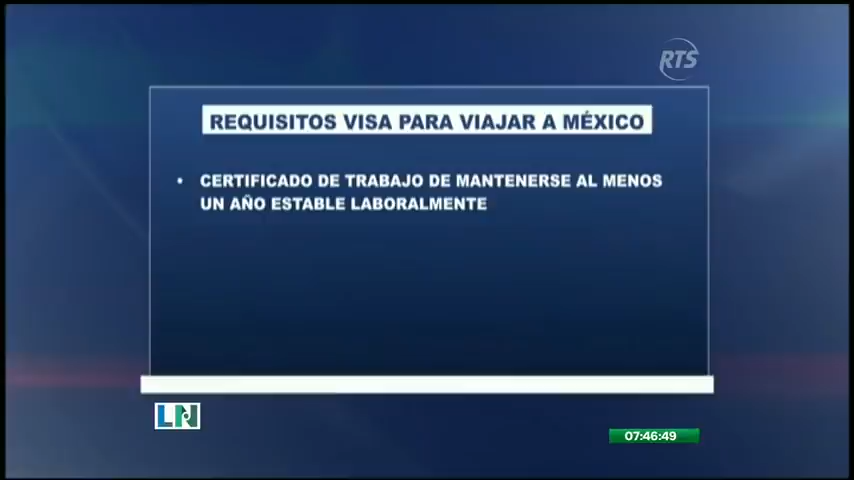 RTS
REQUISITOS VISA PARA VIAJAR A MÉXICO
• CERTIFICADO DE TRABAJO DE MANTENERSE AL MENOS
UN AÑO ESTABLE LABORALMENTE
LN
07:46:49